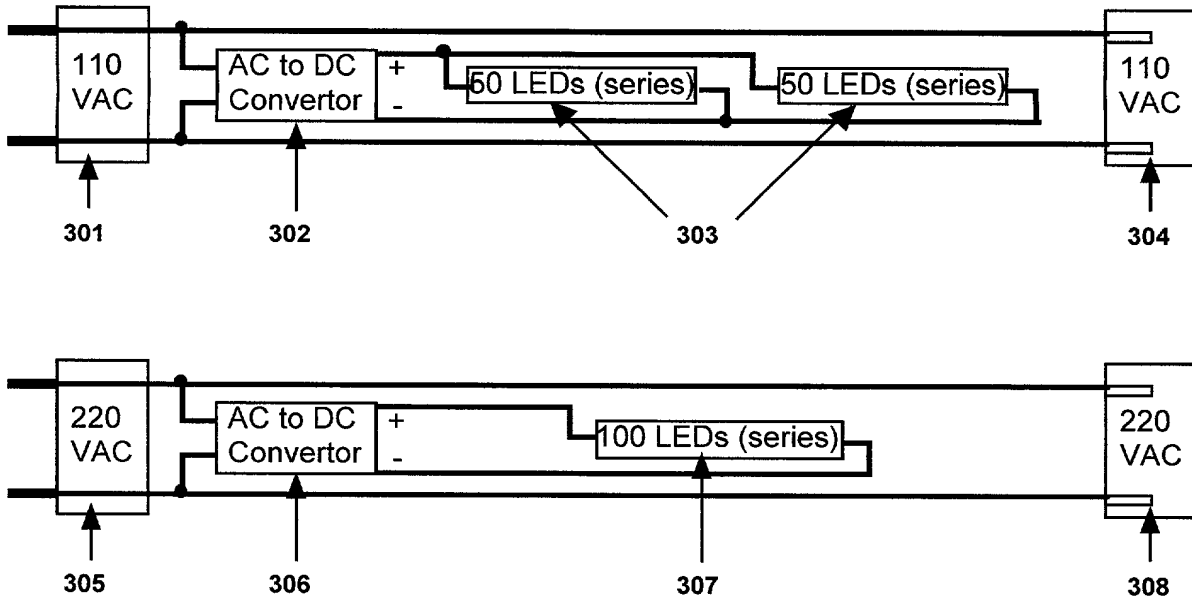 110
VAC
AC to DC
Convertor
+
-
50 LEDs (series)
50 LEDs (series)
110
VAC
301
302
303
304
220
VAC
AC to DC
Convertor
+
-
100 LEDs (series)
220
VAC
305
306
307
308